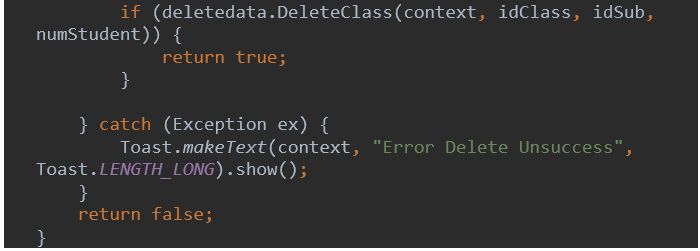 if (deletedata.DeleteClass(context, idClass, idSub,
numStudent)) {
return true;
}
} catch (Exception ex) {
Toast.makeText(context, "Error Delete Unsuccess",
Toast.LENGTH_LONG).show();
}
return false;
}